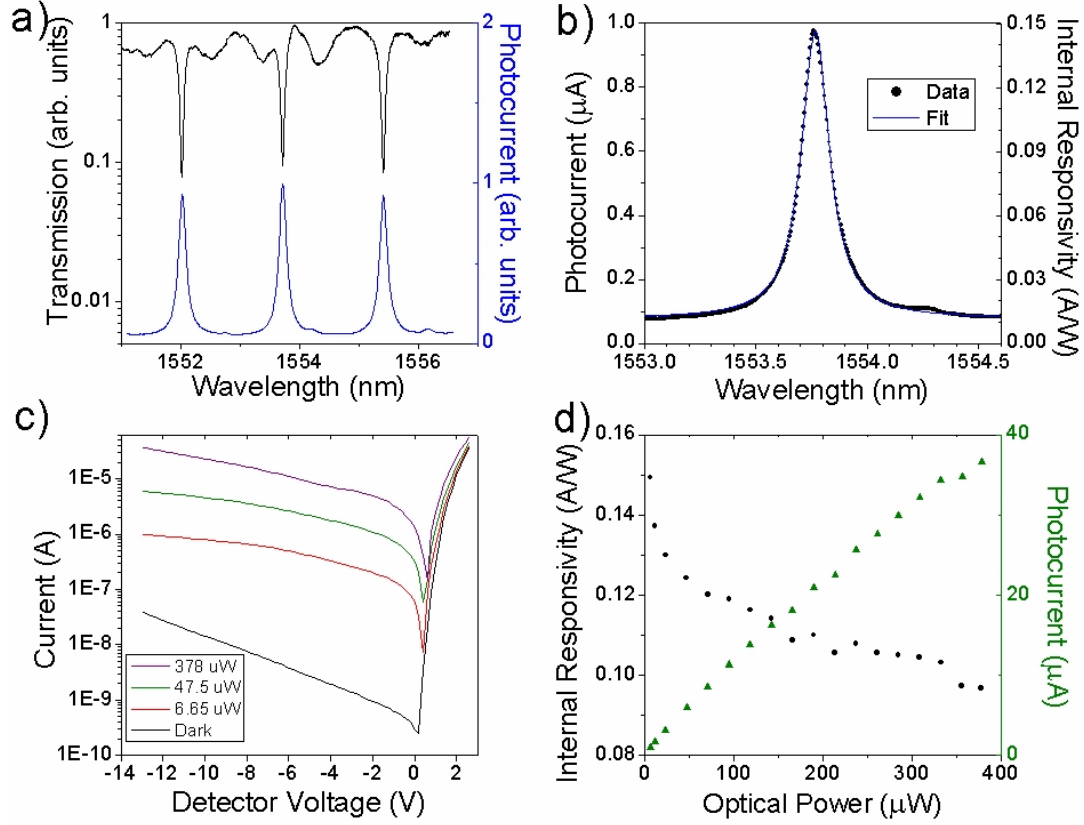 a)
Transmission (arb. units)
1
0.1
0.01
2
1
0
Photocurrent (arb. units)
1552 1554 1556
Wavelength (nm)
b)
Photocurrent (μA)
1.0
0.8
0.6
0.4
0.2
0.0
Data
Fit
0.15
0.12
0.09
0.06
0.03
0.00
Internal Responsivity (A/W)
1553.0 1553.5 1554.0 1554.5
Wavelength (nm)
c)
Current (A)
1E-5
1E-6
1E-7
1E-8
1E-9
1E-10
378 uW
47.5 uW
6.65 uW
Dark
-14 -12 -10 -8 -6 -4 -2 0 2
Detector Voltage (V)
d)
Internal Responsivity (A/W)
0.16
0.14
0.12
0.10
0.08
40
20
0
Photocurrent (μA)
0 100 200 300 400
Optical Power (μW)